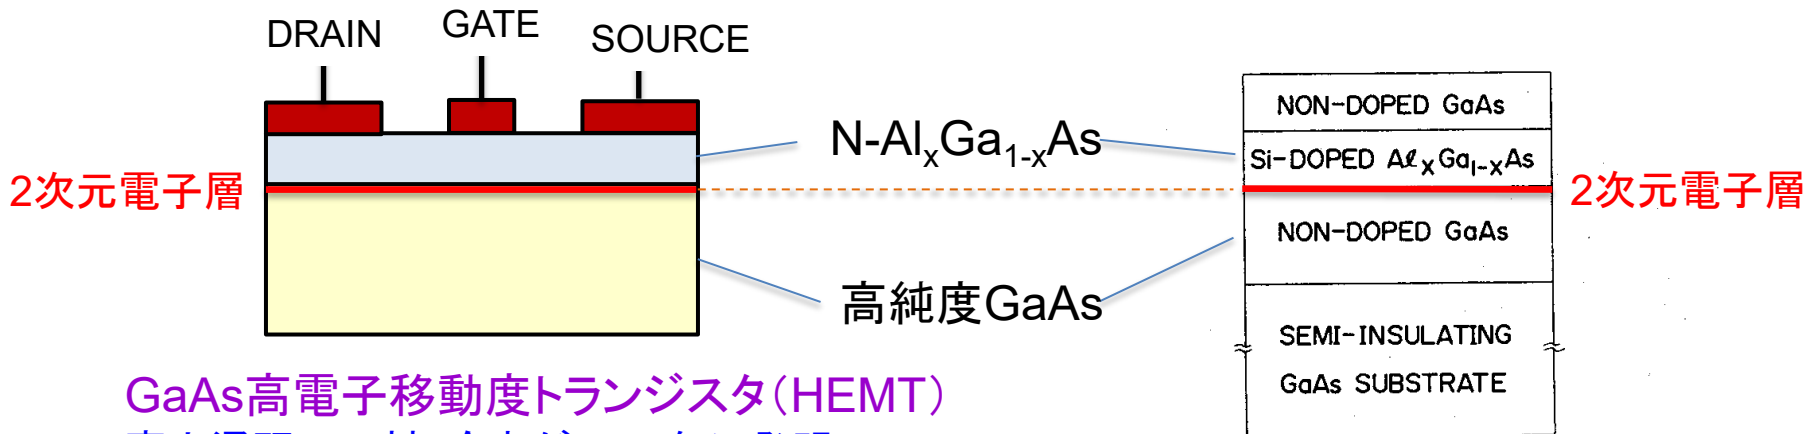 DRAIN
GATE
SOURCE
NON-DOPED GaAs
N-AlxGa1-xAs
Si-DOPED AℓxGa1-xAs
2次元電子層
2次元電子層
NON-DOPED GaAs
高純度GaAs
SEMI-INSULATING
GaAs SUBSTRATE
GaAs高電子移動度トランジスタ(HEMT)